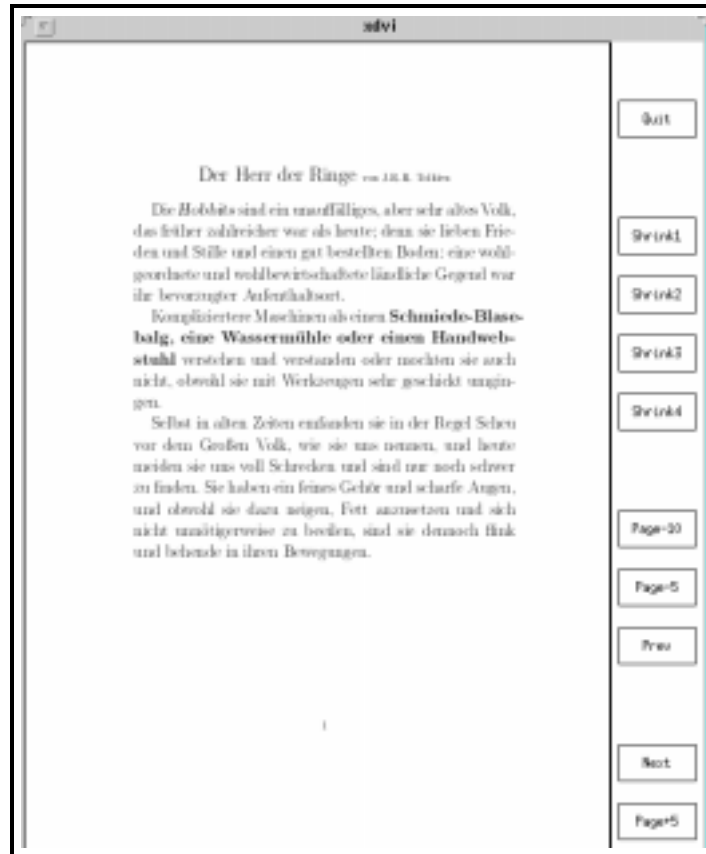 xdvi
Der Herr der Ringe von J.R.R. Tolkien
Die Hobbits sind ein unauffälliges, aber sehr altes Volk,
das früher zahlreicher war als heute; denn sie lieben Frie-
den und Stille und einen gut bestellten Boden: eine wohl-
geordnete und wohlbewirtschaftete ländliche Gegend war
ihr bevorzugter Aufenthaltsort.
Kompliziertere Maschinen als einen Schmiede-Blase-
balg, eine Wassermühle oder einen Handweb-
stuhl verstehen und verstanden oder mochten sie auch
nicht, obwohl sie mit Werkzeugen sehr geschickt umgin-
gen.
Selbst in alten Zeiten emfanden sie in der Regel Scheu
vor dem Großen Volk, wie sie uns nennen, und heute
meiden sie uns voll Schrecken und sind nur noch schwer
zu finden. Sie haben ein feines Gehör und scharfe Augen,
und obwohl sie dazu neigen, Fett anzusetzen und sich
nicht unnötigerweise zu beeilen, sind sie dennoch flink
und behende in ihren Bewegungen.
1
Quit
Shrink1
Shrink2
Shrink3
Shrink4
Page-10
Page-5
Prev
Next
Page+5